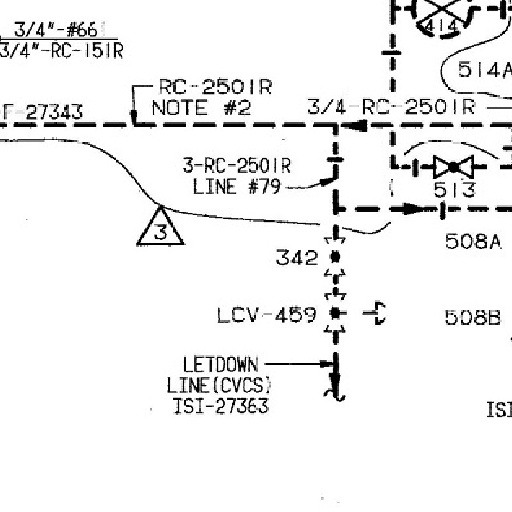 414
3/4"-#66
3/4"-RC-151R
514A
RC-2501R
NOTE #2
F-27343
3/4-RC-2501R
3-RC-2501R
LINE #79
513
3
508A
342
LCV-459
508B
LETDOWN
LINE(CVCS)
ISI-27363
ISI